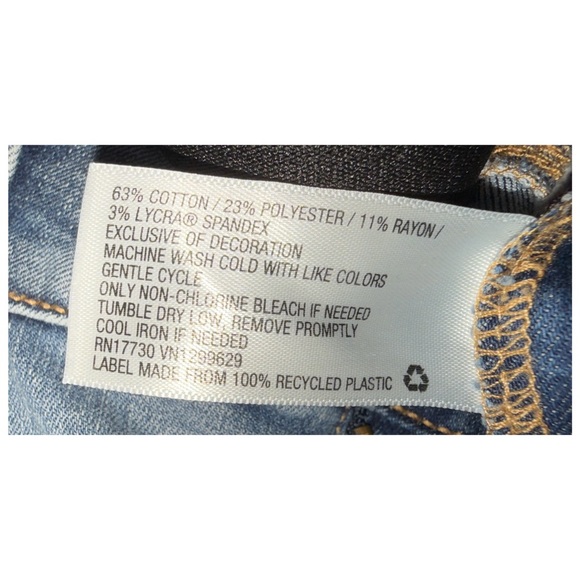 63% COTTON / 23% POLYESTER / 11% RAYON /
3% LYCRA® SPANDEX
EXCLUSIVE OF DECORATION
MACHINE WASH COLD WITH LIKE COLORS
GENTLE CYCLE
ONLY NON-CHLORINE BLEACH IF NEEDED
TUMBLE DRY LOW, REMOVE PROMPTLY
COOL IRON IF NEEDED
RN17730 VN1299629
LABEL MADE FROM 100% RECYCLED PLASTIC